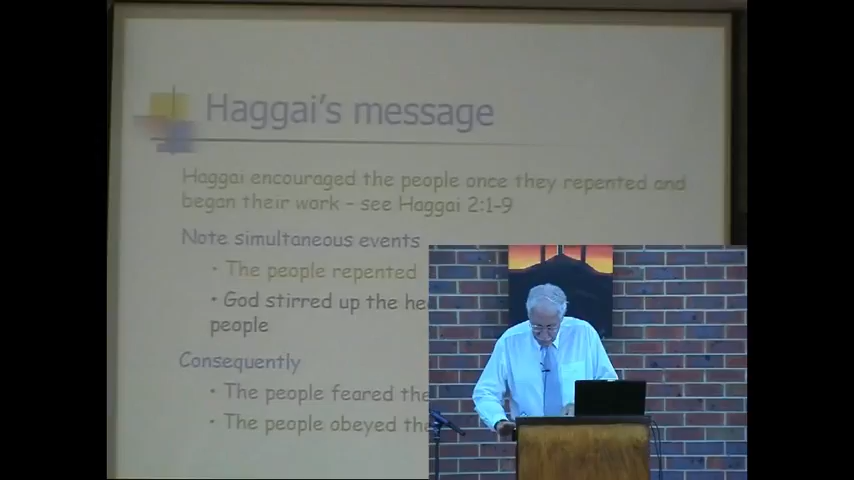 Haggai's message
Haggai encouraged the people once they repented and
began their work - see Haggai 2:1-9
Note simultaneous events
• The people repented
• God stirred up the he
people
Consequently
• The people feared the
• The people obeyed the